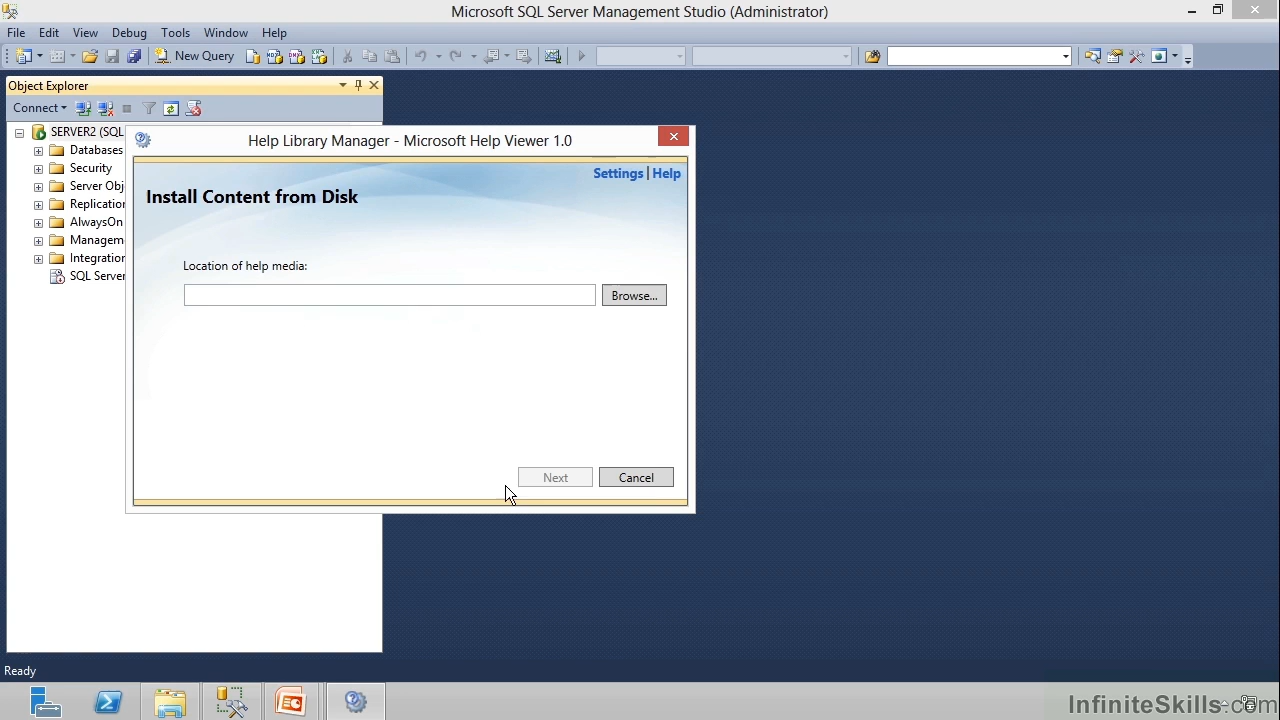 Microsoft SQL Server Management Studio (Administrator)
File Edit View Debug Tools Window Help
New Query
Object Explorer
Connect
SERVER2 (SQL
Databases
Security
Server Obj
Replication
AlwaysOn
Managem
Integration
SQL Server
Help Library Manager - Microsoft Help Viewer 1.0
Settings | Help
Install Content from Disk
Location of help media:
Browse...
Next
Cancel
Ready
InfiniteSkills.com